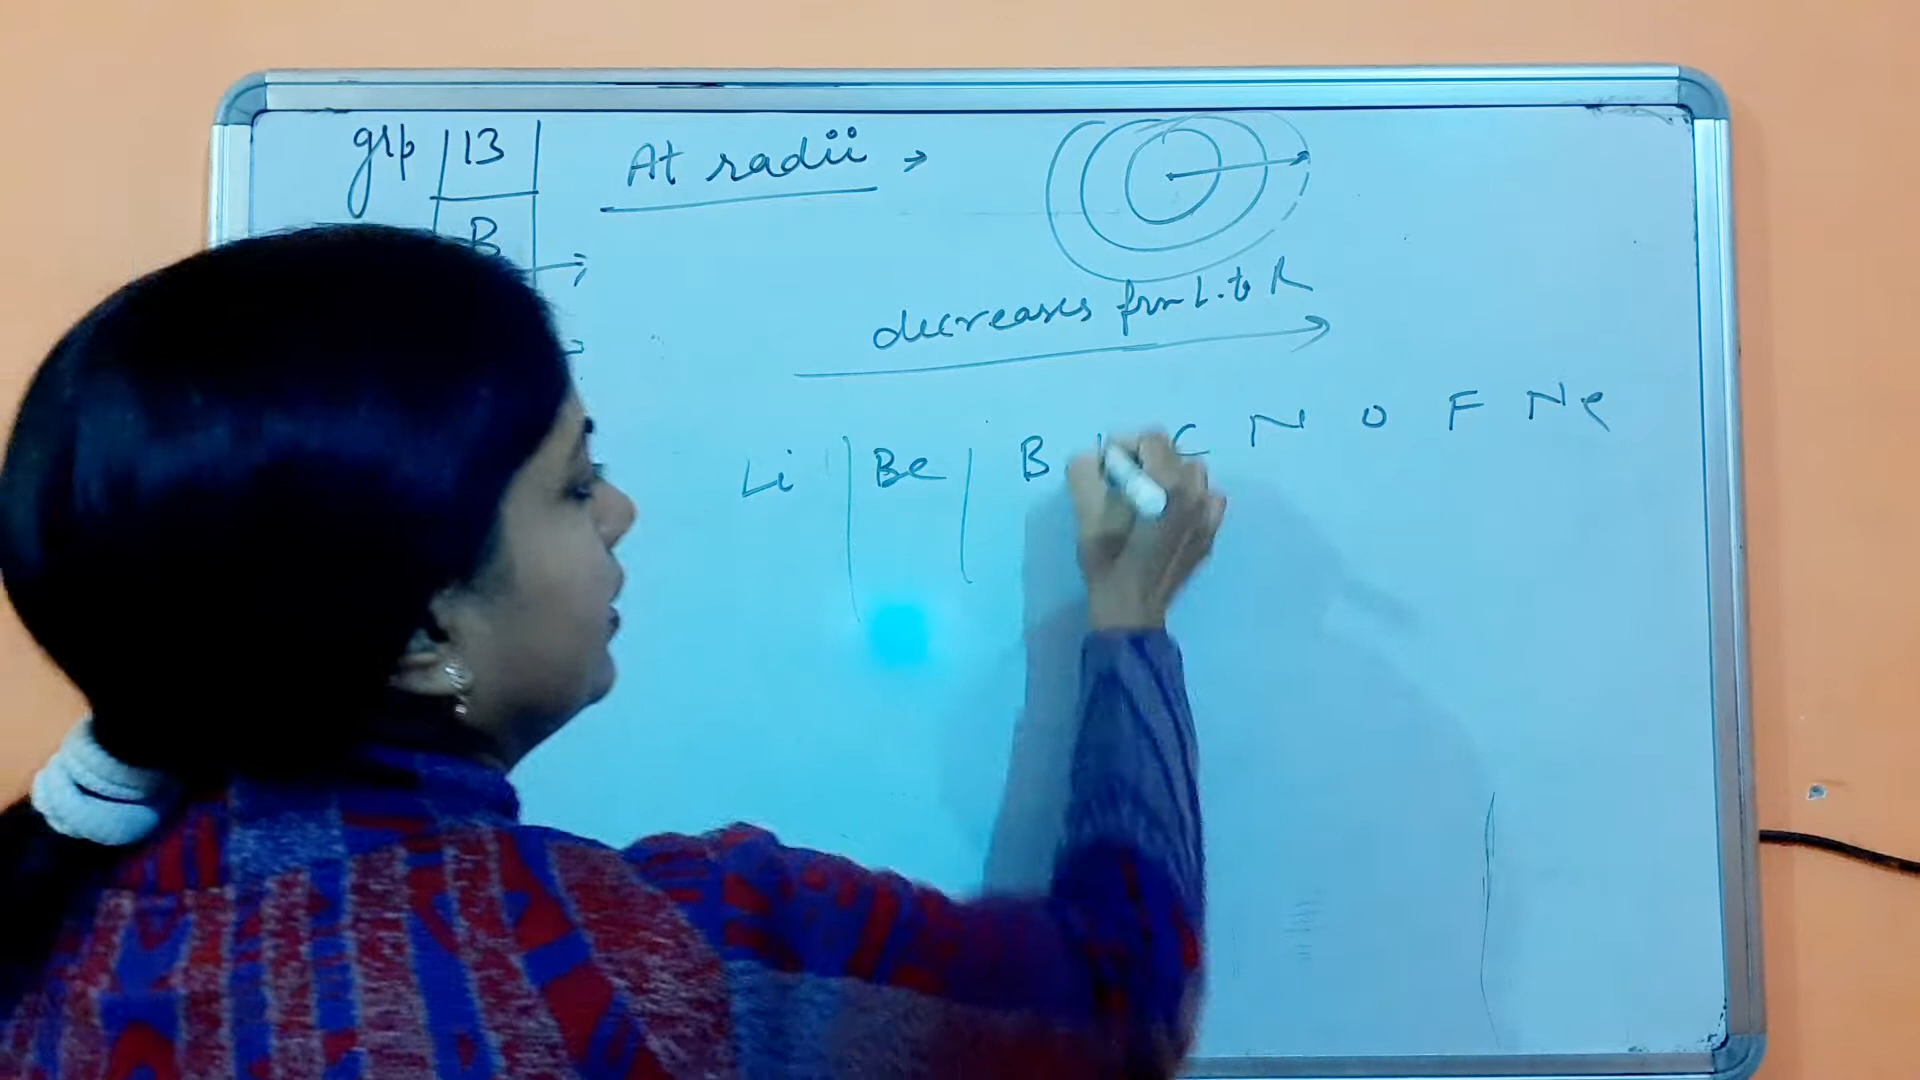 grp 13
B
At radii →
decreases from L. to R
Li Be B C N O F Ne